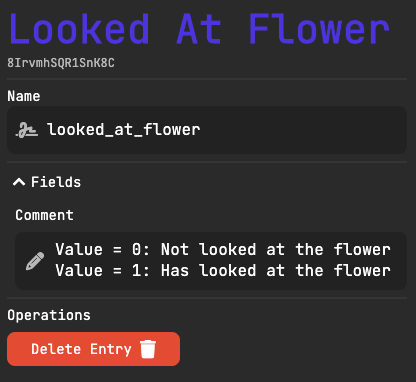 Looked At Flower
8IrvmhSQR1SnK8C
Name
looked_at_flower
Fields
Comment
Value = 0: Not looked at the flower
Value = 1: Has looked at the flower
Operations
Delete Entry